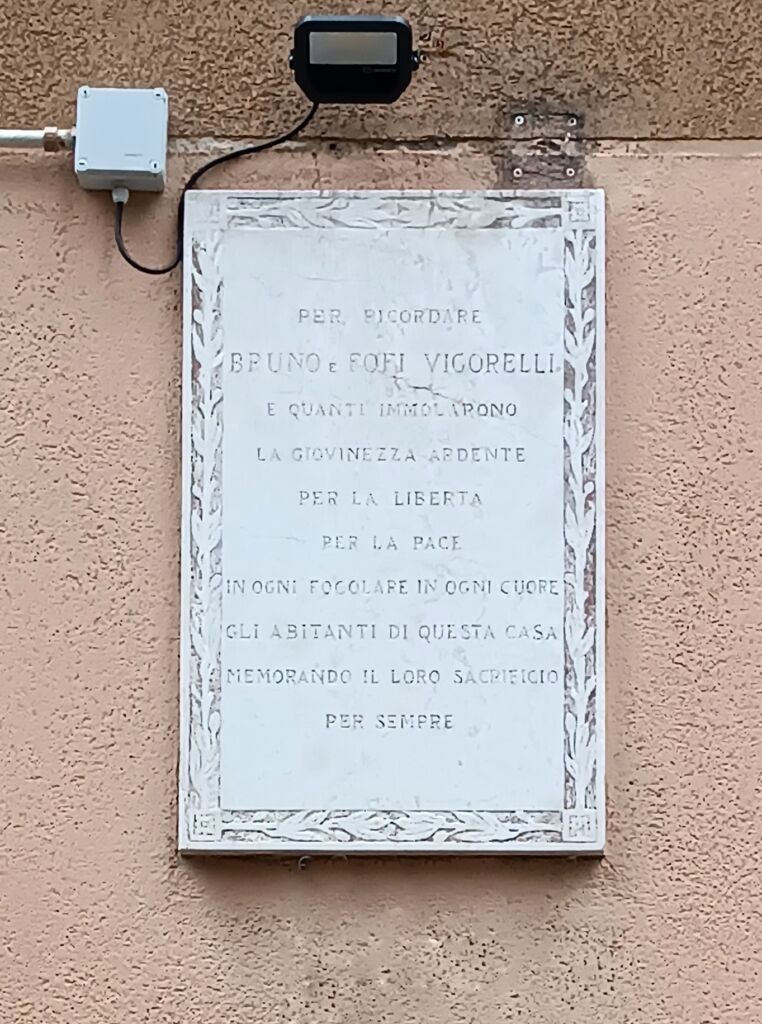 PER RICORDARE
BRUNO E FOFI VIGORELLI
E QUANTI IMMOLARONO
LA GIOVINEZZA ARDENTE
PER LA LIBERTA
PER LA PACE
IN OGNI FOCOLARE IN OGNI CUORE
GLI ABITANTI DI QUESTA CASA
MEMORANDO IL LORO SACRIFICIO
PER SEMPRE